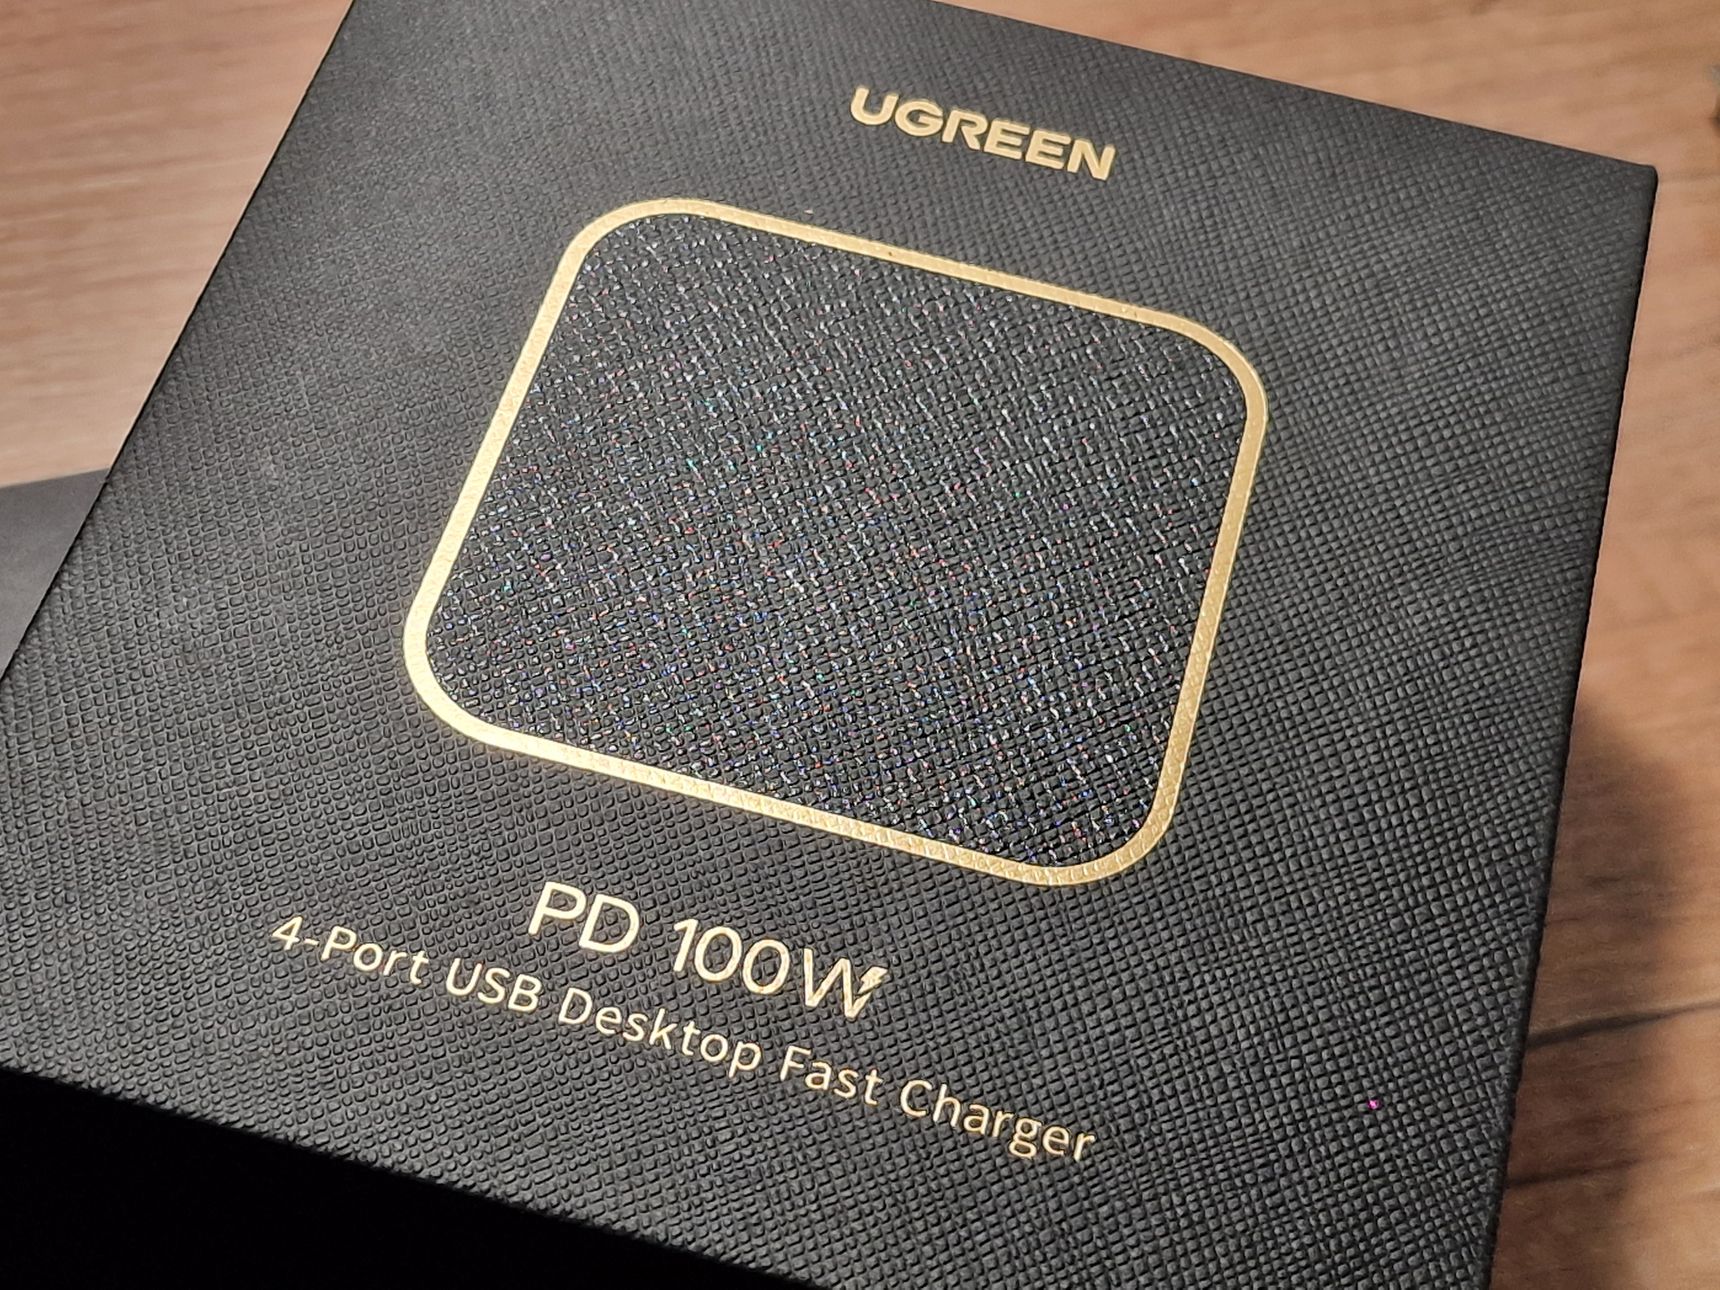 UGREEN
PD 100W
4-Port USB Desktop Fast Charger